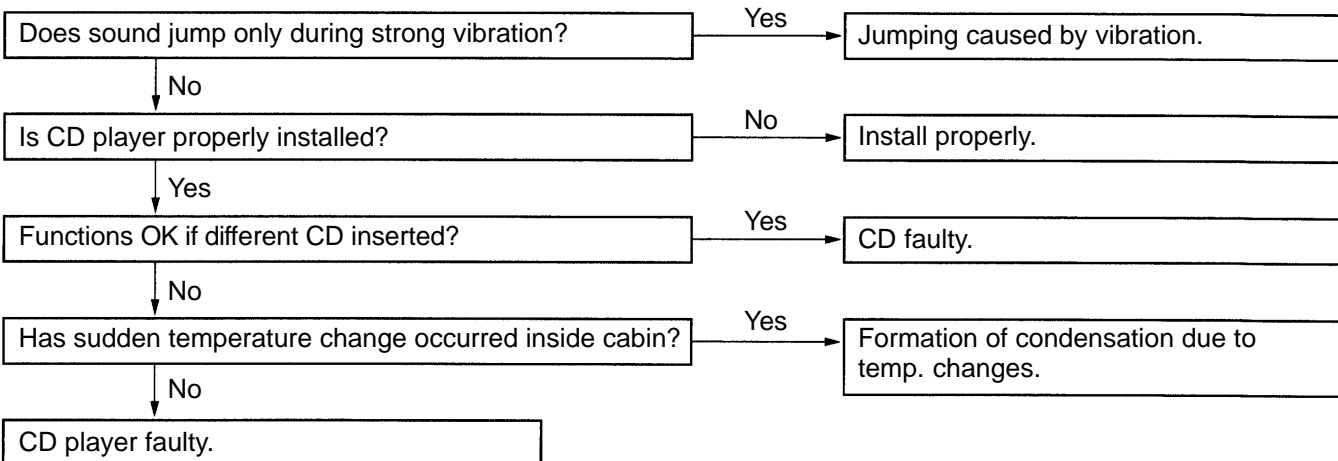 Does sound jump only during strong vibration?
Yes
Jumping caused by vibration.
No
Is CD player properly installed?
No
Install properly.
Yes
Functions OK if different CD inserted?
Yes
CD faulty.
No
Has sudden temperature change occurred inside cabin?
Yes
Formation of condensation due to
temp. changes.
No
CD player faulty.